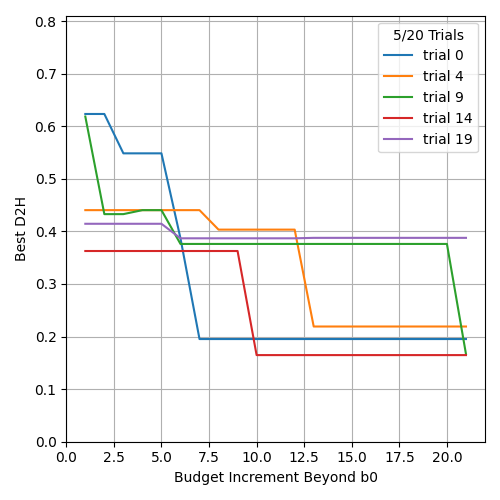 5/20 Trials
trial 0
trial 4
trial 9
trial 14
trial 19
Best D2H
0.8
0.7
0.6
0.5
0.4
0.3
0.2
0.1
0.0
0.0 2.5 5.0 7.5 10.0 12.5 15.0 17.5 20.0
Budget Increment Beyond b0